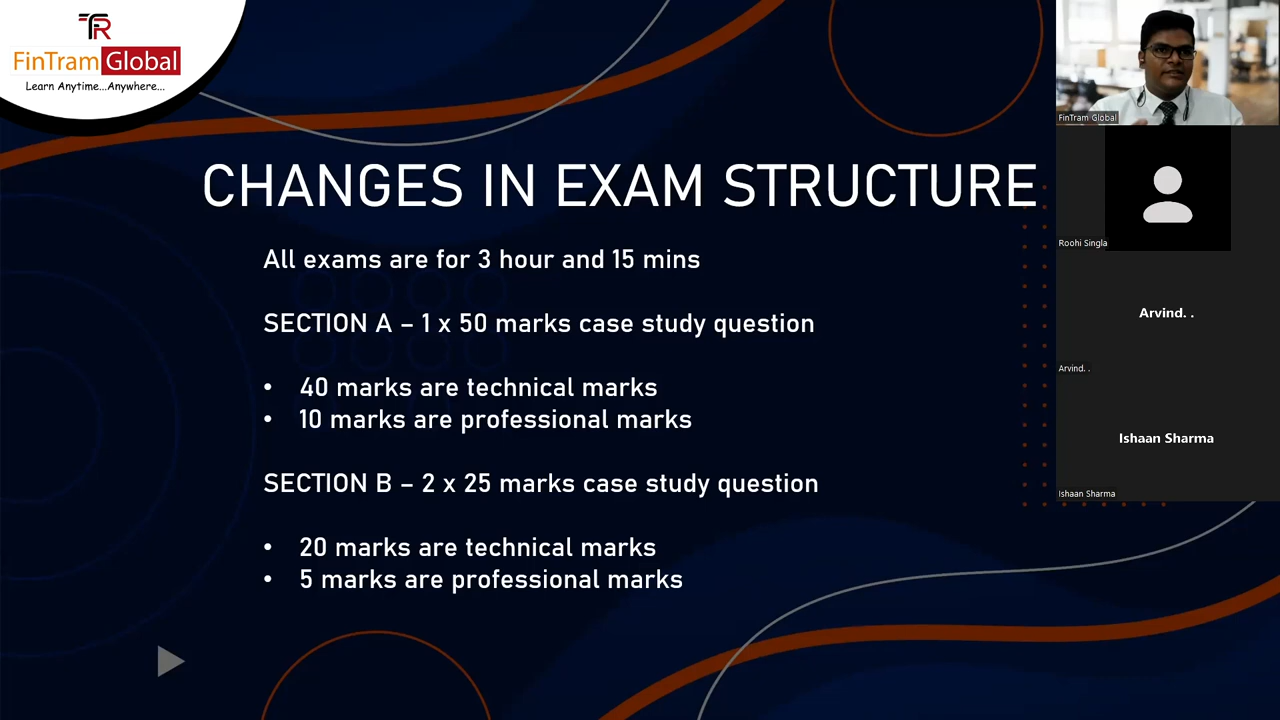 FR
FinTram Global
Learn Anytime...Anywhere...
CHANGES IN EXAM STRUCTURE
All exams are for 3 hour and 15 mins
SECTION A – 1 x 50 marks case study question
• 40 marks are technical marks
• 10 marks are professional marks
SECTION B – 2 x 25 marks case study question
• 20 marks are technical marks
• 5 marks are professional marks
FinTram Global
Roohi Singla
Arvind. .
Arvind. .
Ishaan Sharma
Ishaan Sharma